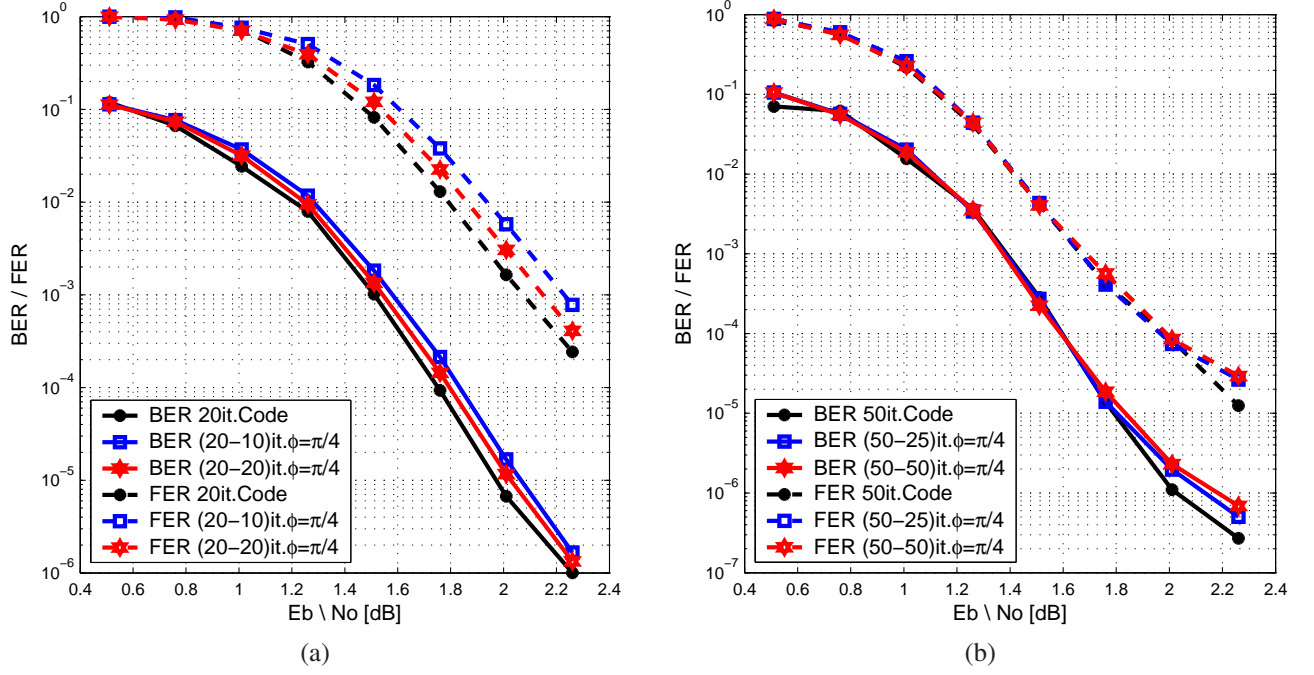 10^0
10^-1
10^-2
10^-3
10^-4
10^-5
10^-6
BER / FER
BER 20it.Code
BER (20−10)it.ϕ=π/4
BER (20−20)it.ϕ=π/4
FER 20it.Code
FER (20−10)it.ϕ=π/4
FER (20−20)it.ϕ=π/4
0.4 0.6 0.8 1 1.2 1.4 1.6 1.8 2 2.2 2.4
Eb \ No [dB]
(a)
10^0
10^-1
10^-2
10^-3
10^-4
10^-5
10^-6
10^-7
BER / FER
BER 50it.Code
BER (50−25)it.ϕ=π/4
BER (50−50)it.ϕ=π/4
FER 50it.Code
FER (50−25)it.ϕ=π/4
FER (50−50)it.ϕ=π/4
0.4 0.6 0.8 1 1.2 1.4 1.6 1.8 2 2.2 2.4
Eb \ No [dB]
(b)